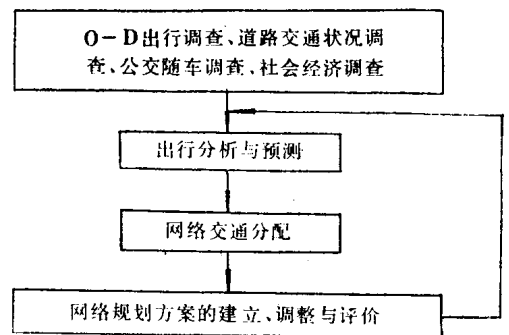 O－D出行调查、道路交通状况调
查、公交随车调查、社会经济调查
出行分析与预测
网络交通分配
网络规划方案的建立、调整与评价